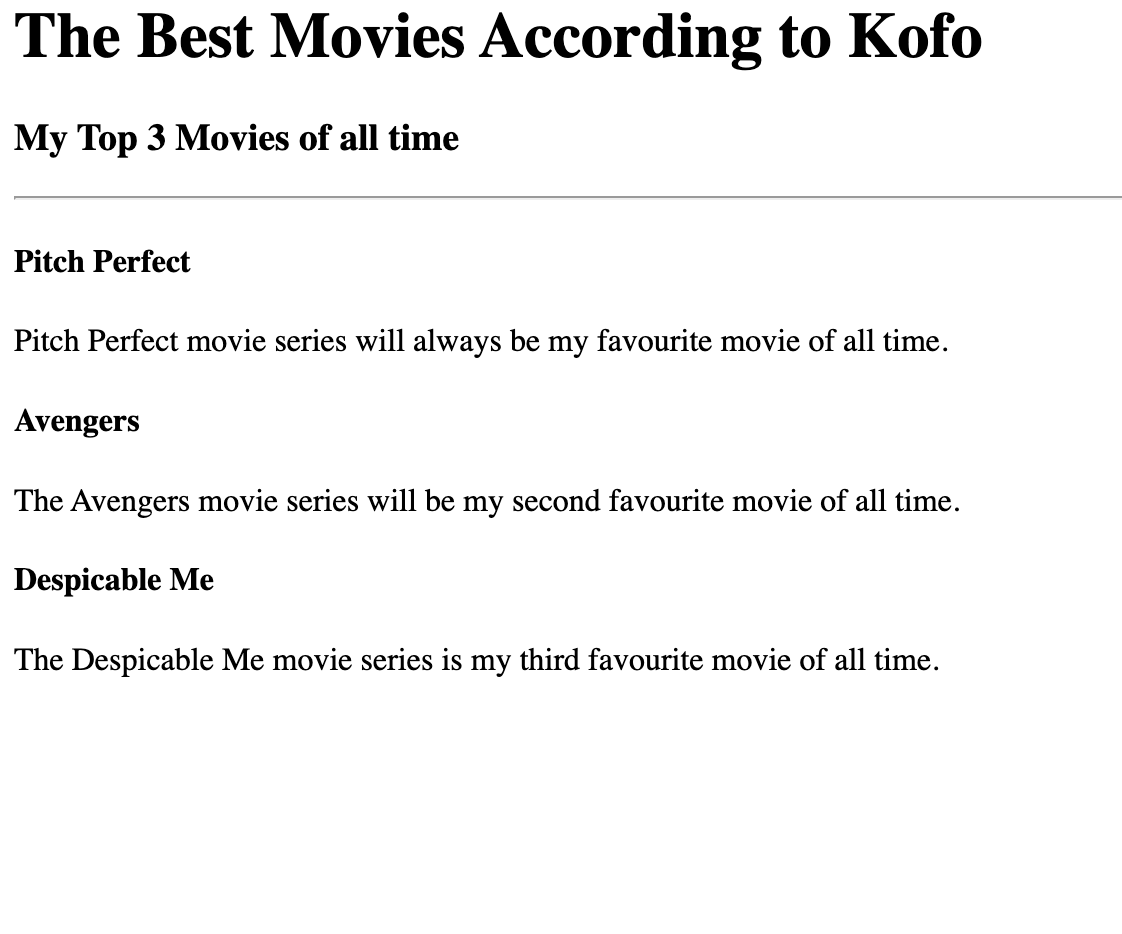 The Best Movies According to Kofo
My Top 3 Movies of all time
Pitch Perfect
Pitch Perfect movie series will always be my favourite movie of all time.
Avengers
The Avengers movie series will be my second favourite movie of all time.
Despicable Me
The Despicable Me movie series is my third favourite movie of all time.